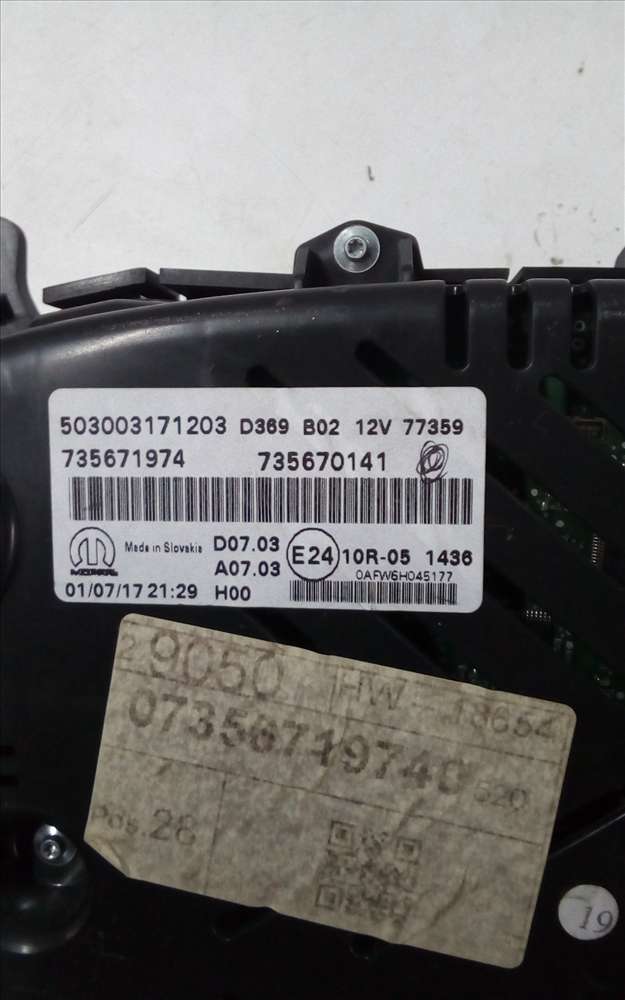 503003171203 D369 B02 12V 77359
735671974 735670141
MOPAR Made in Slovakia D07.03 E24 10R-05 1436
A07.03 0AFW6H045177
01/07/17 21:29 H00
29050 HW
07356719740 520
Pos. 28
19